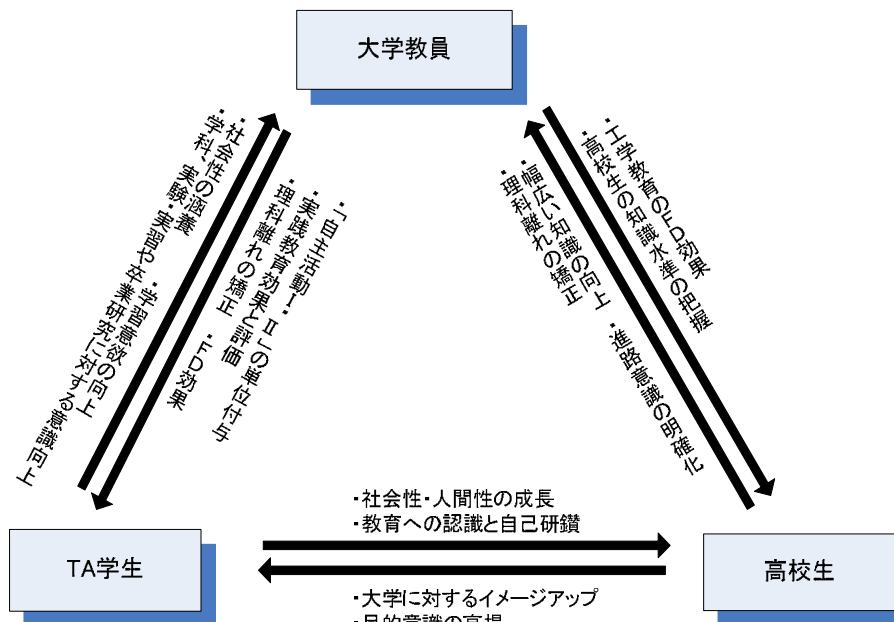 大学教員
・社会性の涵養　・学習意欲の向上
学科、実験・実習や卒業研究に対する意識向上
・「自主活動Ⅰ・Ⅱ」の単位付与
・実践教育効果と評価
・理科離れの矯正　・FD効果
・工学教育のFD効果
・高校生の知識水準の把握
・幅広い知識の向上　・進路意識の明確化
・理科離れの矯正
・社会性・人間性の成長
・教育への認識と自己研鑽
TA学生
高校生
・大学に対するイメージアップ
・目的意識の高揚